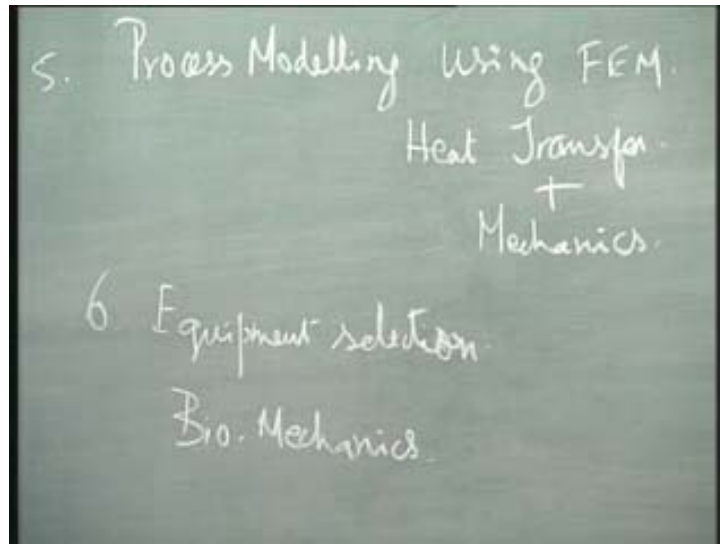 5. Process Modelling Using FEM.
Heat Transfer.
+
Mechanics.
6 Equipment selection.
Bio. Mechanics.